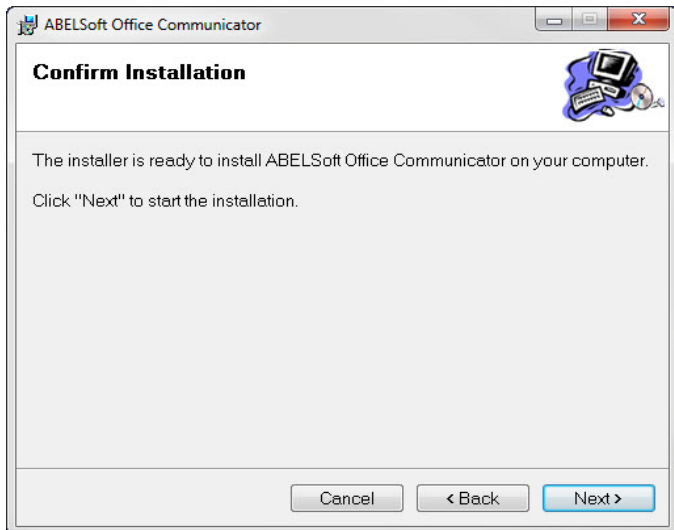 ABELSoft Office Communicator
Confirm Installation
The installer is ready to install ABELSoft Office Communicator on your computer.
Click "Next" to start the installation.
Cancel
< Back
Next >